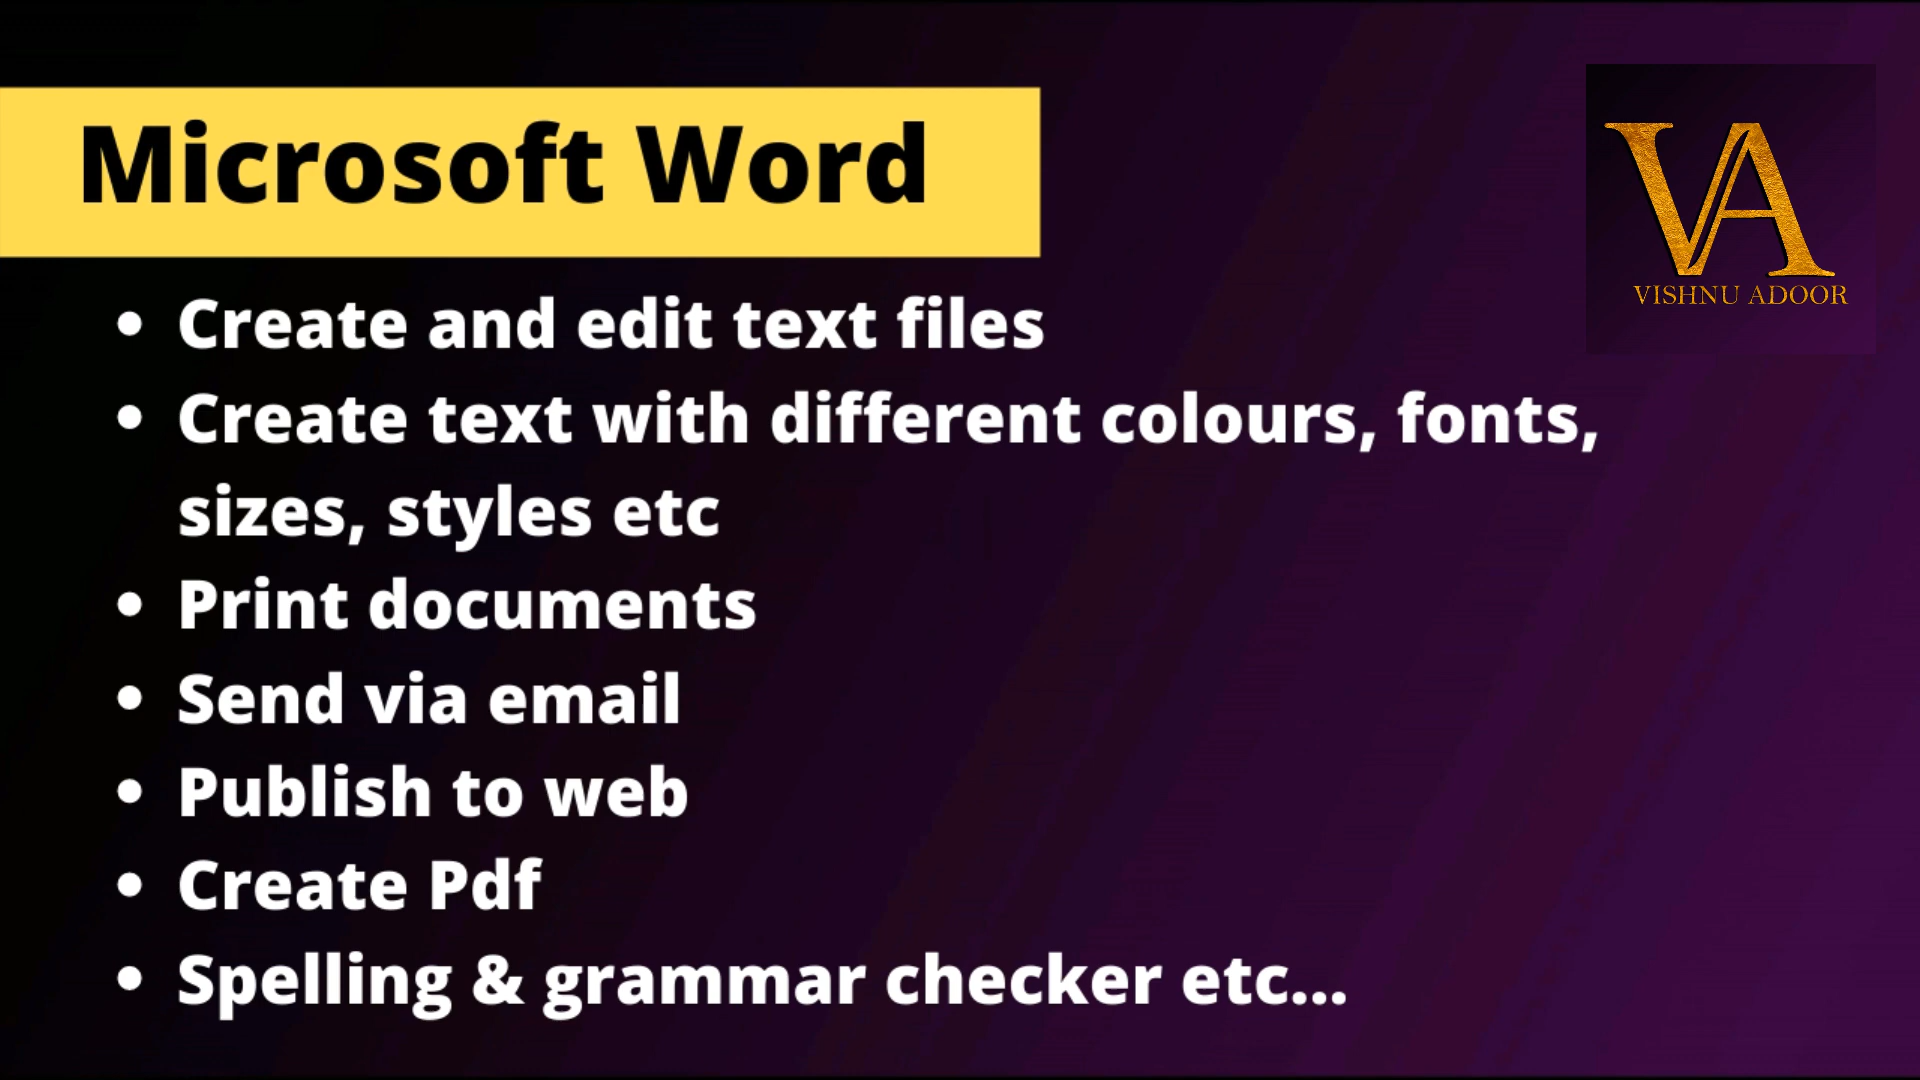 Microsoft Word
VA
VISHNU ADOOR
• Create and edit text files
• Create text with different colours, fonts,
sizes, styles etc
• Print documents
• Send via email
• Publish to web
• Create Pdf
• Spelling & grammar checker etc...